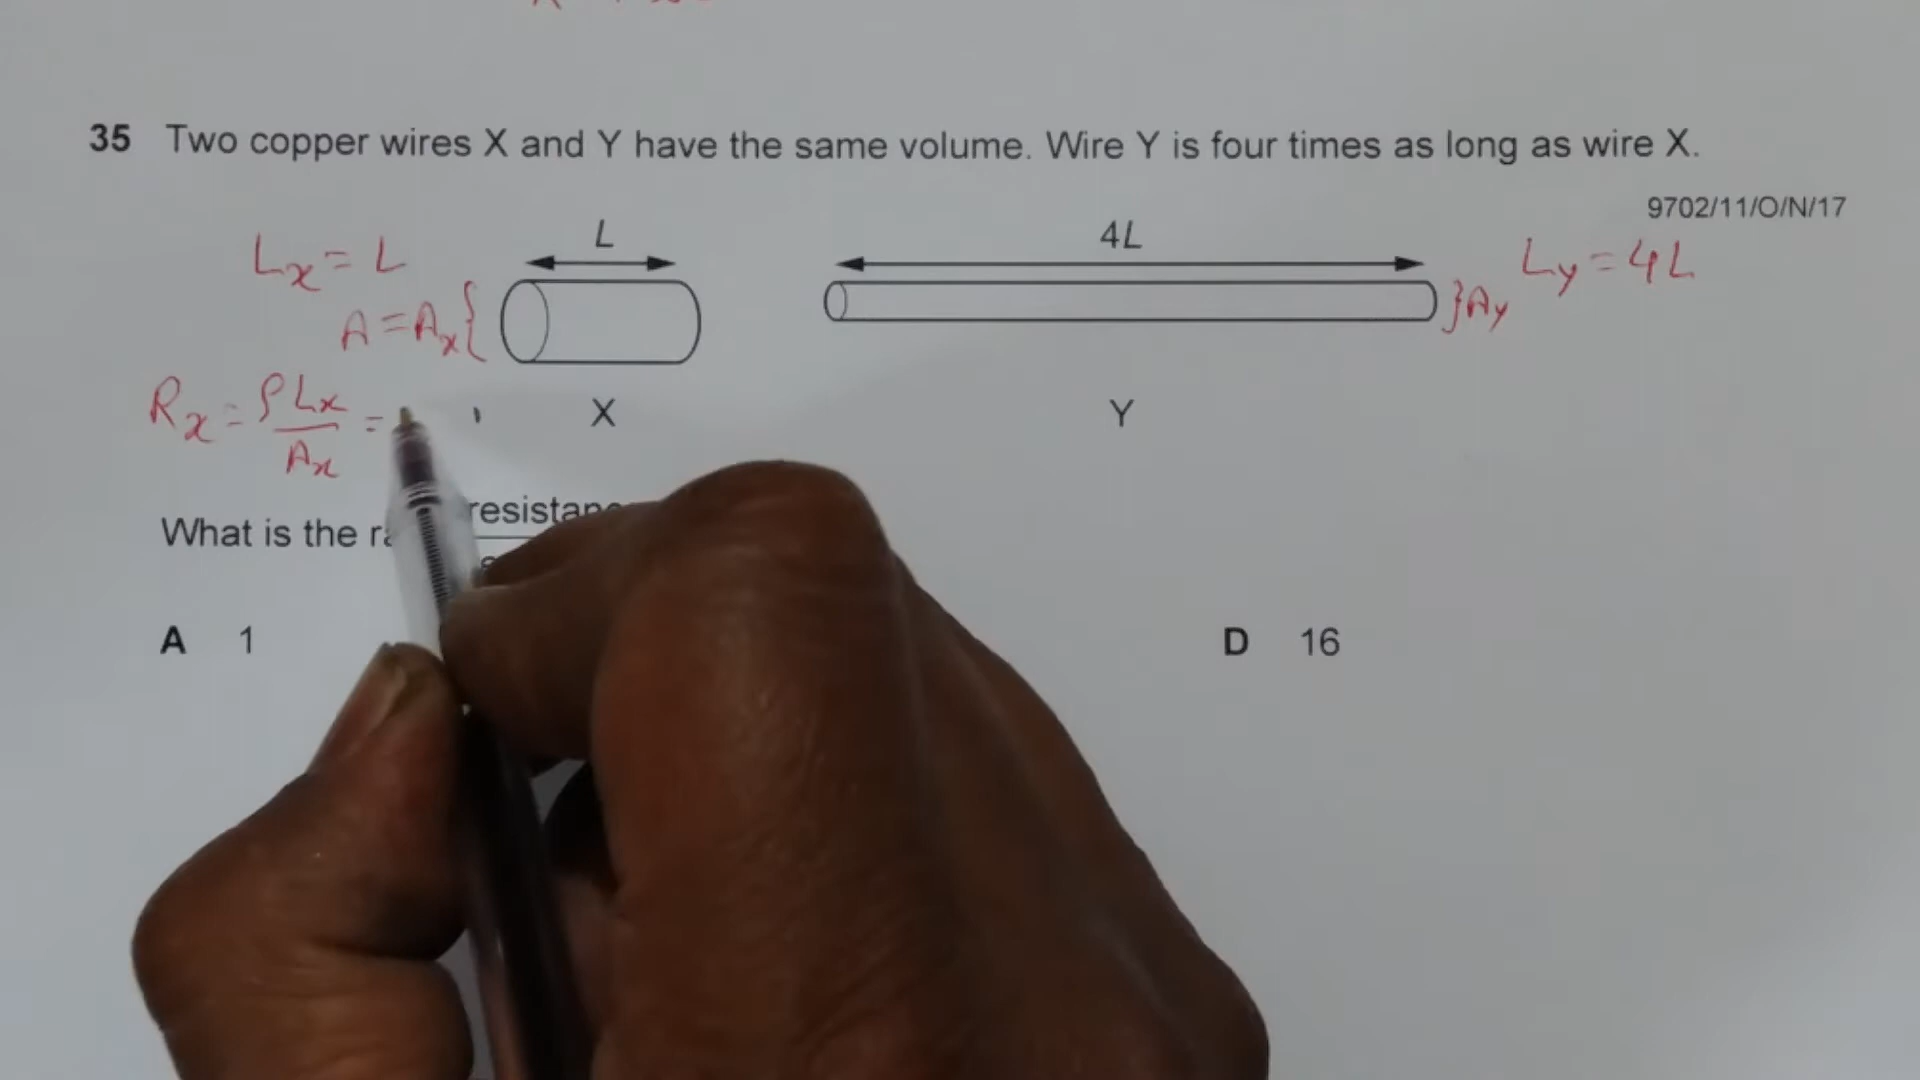 35 Two copper wires X and Y have the same volume. Wire Y is four times as long as wire X.
9702/11/O/N/17
Lx = L
L
4L
Ly = 4L
A = Ax {
} Ay
Rx = ρLx / Ax =
X
Y
What is the
A 1
D 16